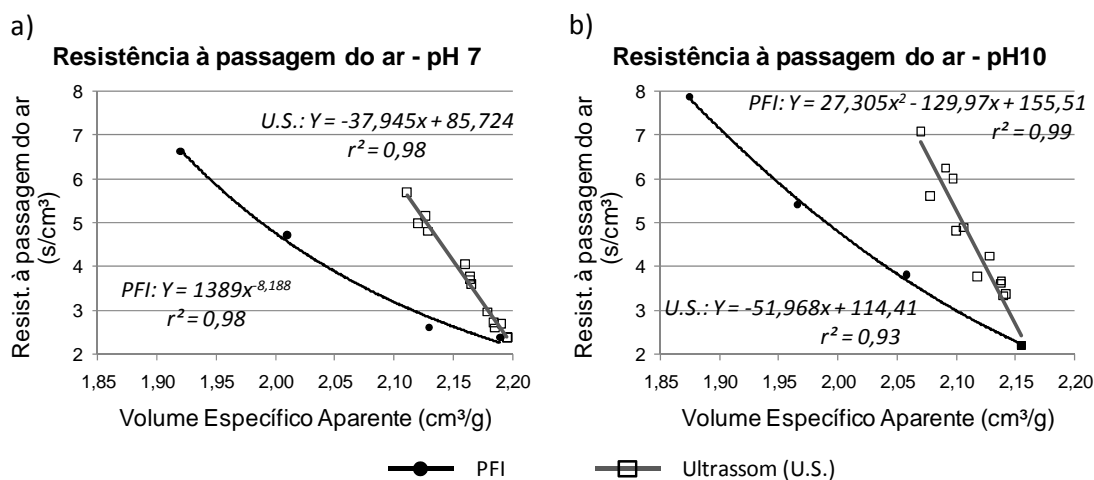 a)
Resistência à passagem do ar - pH 7
Resist. à passagem do ar
(s/cm³)
8
7
6
5
4
3
2
U.S.: Y = -37,945x + 85,724
r² = 0,98
PFI: Y = 1389x^-8,188
r² = 0,98
1,85 1,90 1,95 2,00 2,05 2,10 2,15 2,20
Volume Específico Aparente (cm³/g)
b)
Resistência à passagem do ar - pH10
Resist. à passagem do ar
(s/cm³)
8
7
6
5
4
3
2
PFI: Y = 27,305x² - 129,97x + 155,51
r² = 0,99
U.S.: Y = -51,968x + 114,41
r² = 0,93
1,85 1,90 1,95 2,00 2,05 2,10 2,15 2,20
Volume Específico Aparente (cm³/g)
PFI
Ultrassom (U.S.)